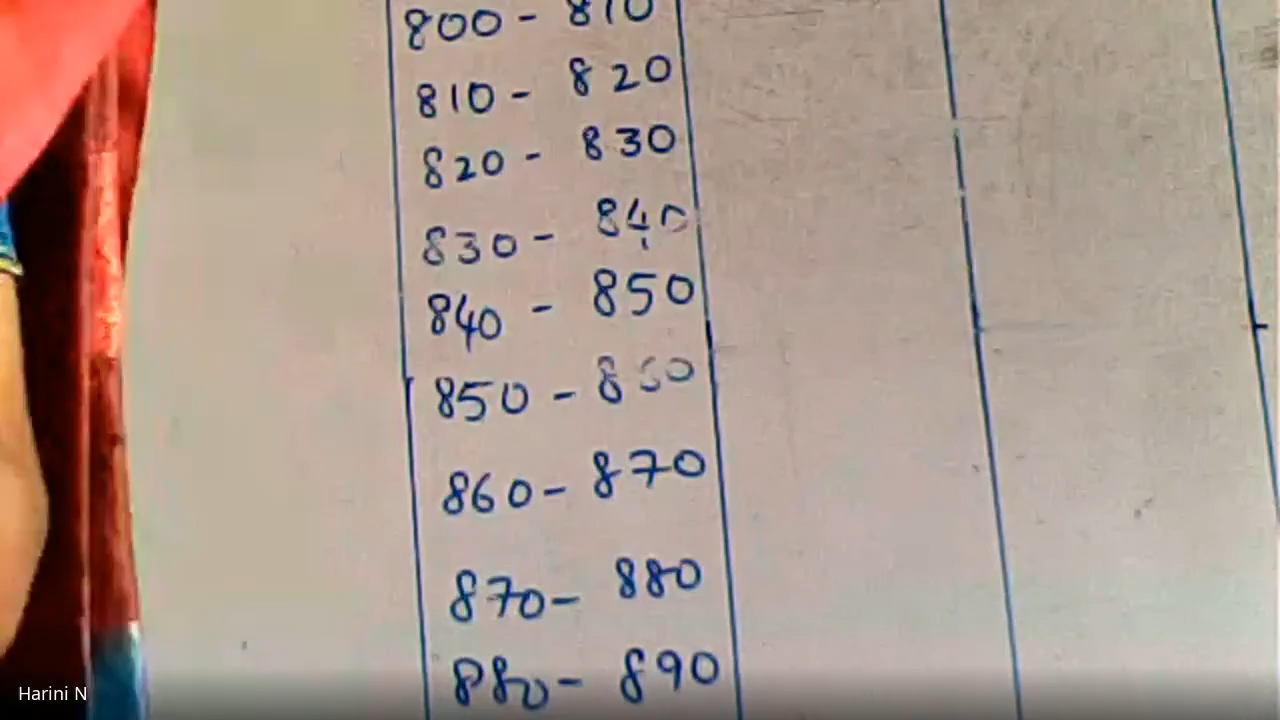 800 - 810
810 - 820
820 - 830
830 - 840
840 - 850
850 - 860
860 - 870
870 - 880
880 - 890
Harini N